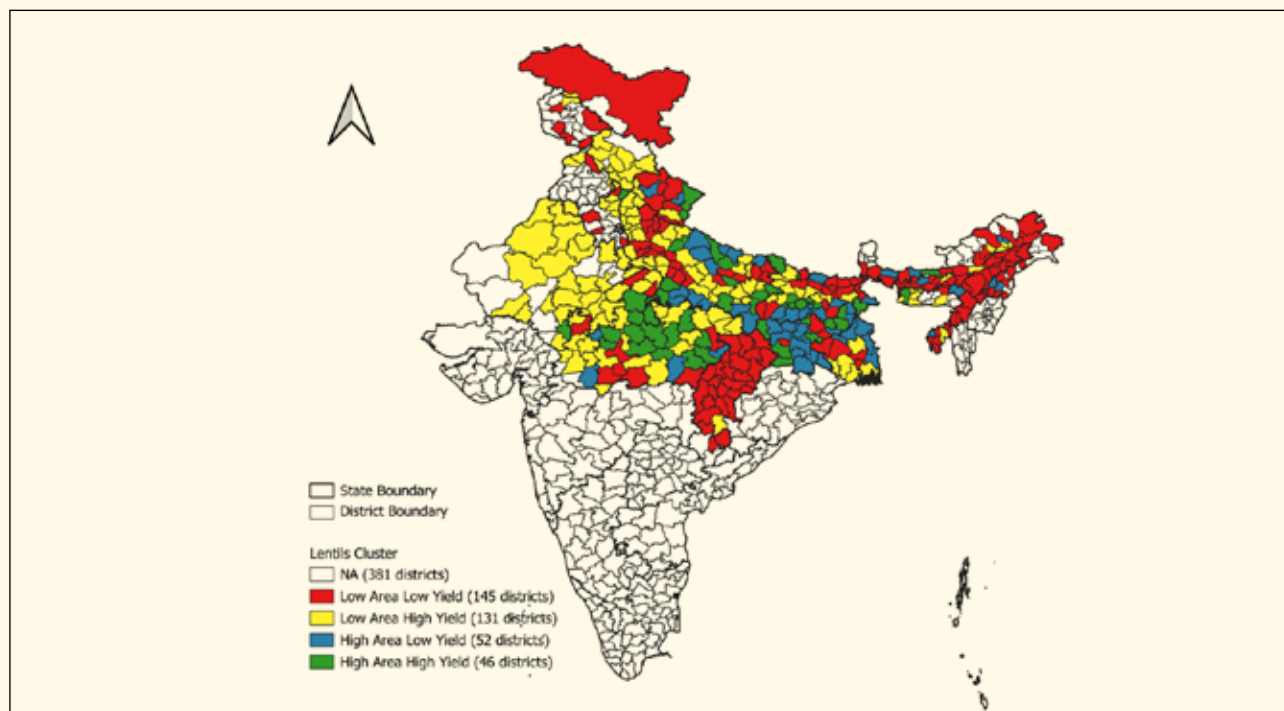 State Boundary
District Boundary
Lentils Cluster
NA (381 districts)
Low Area Low Yield (145 districts)
Low Area High Yield (131 districts)
High Area Low Yield (52 districts)
High Area High Yield (46 districts)